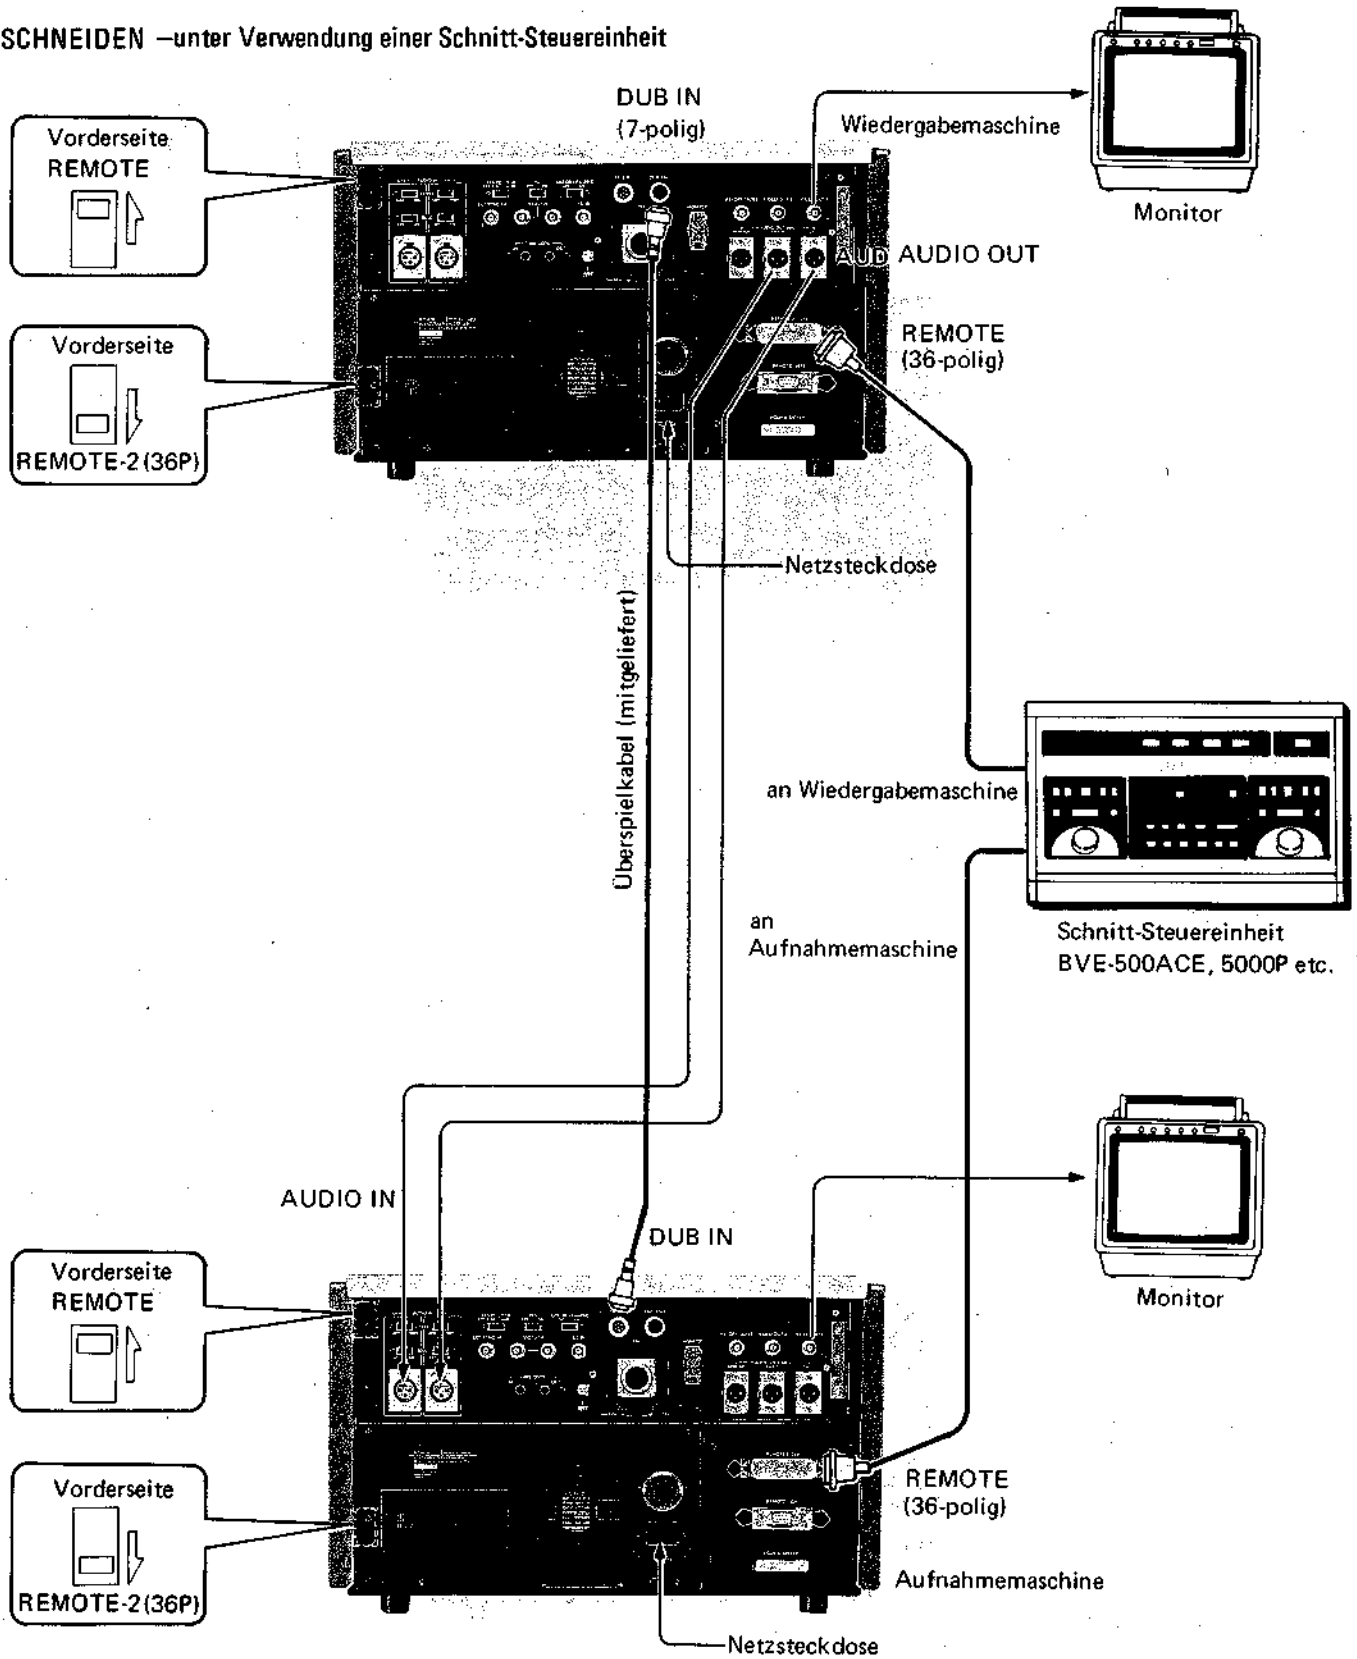 SCHNEIDEN —unter Verwendung einer Schnitt-Steuereinheit
DUB IN
(7-polig)
Wiedergabemaschine
Monitor
Vorderseite
REMOTE
AUD AUDIO OUT
Vorderseite
REMOTE-2 (36P)
REMOTE
(36-polig)
Netzsteckdose
Überspielkabel (mitgeliefert)
an Wiedergabemaschine
an
Aufnahmemaschine
Schnitt-Steuereinheit
BVE-500ACE, 5000P etc.
AUDIO IN
DUB IN
Vorderseite
REMOTE
Monitor
Vorderseite
REMOTE-2 (36P)
REMOTE
(36-polig)
Aufnahmemaschine
Netzsteckdose